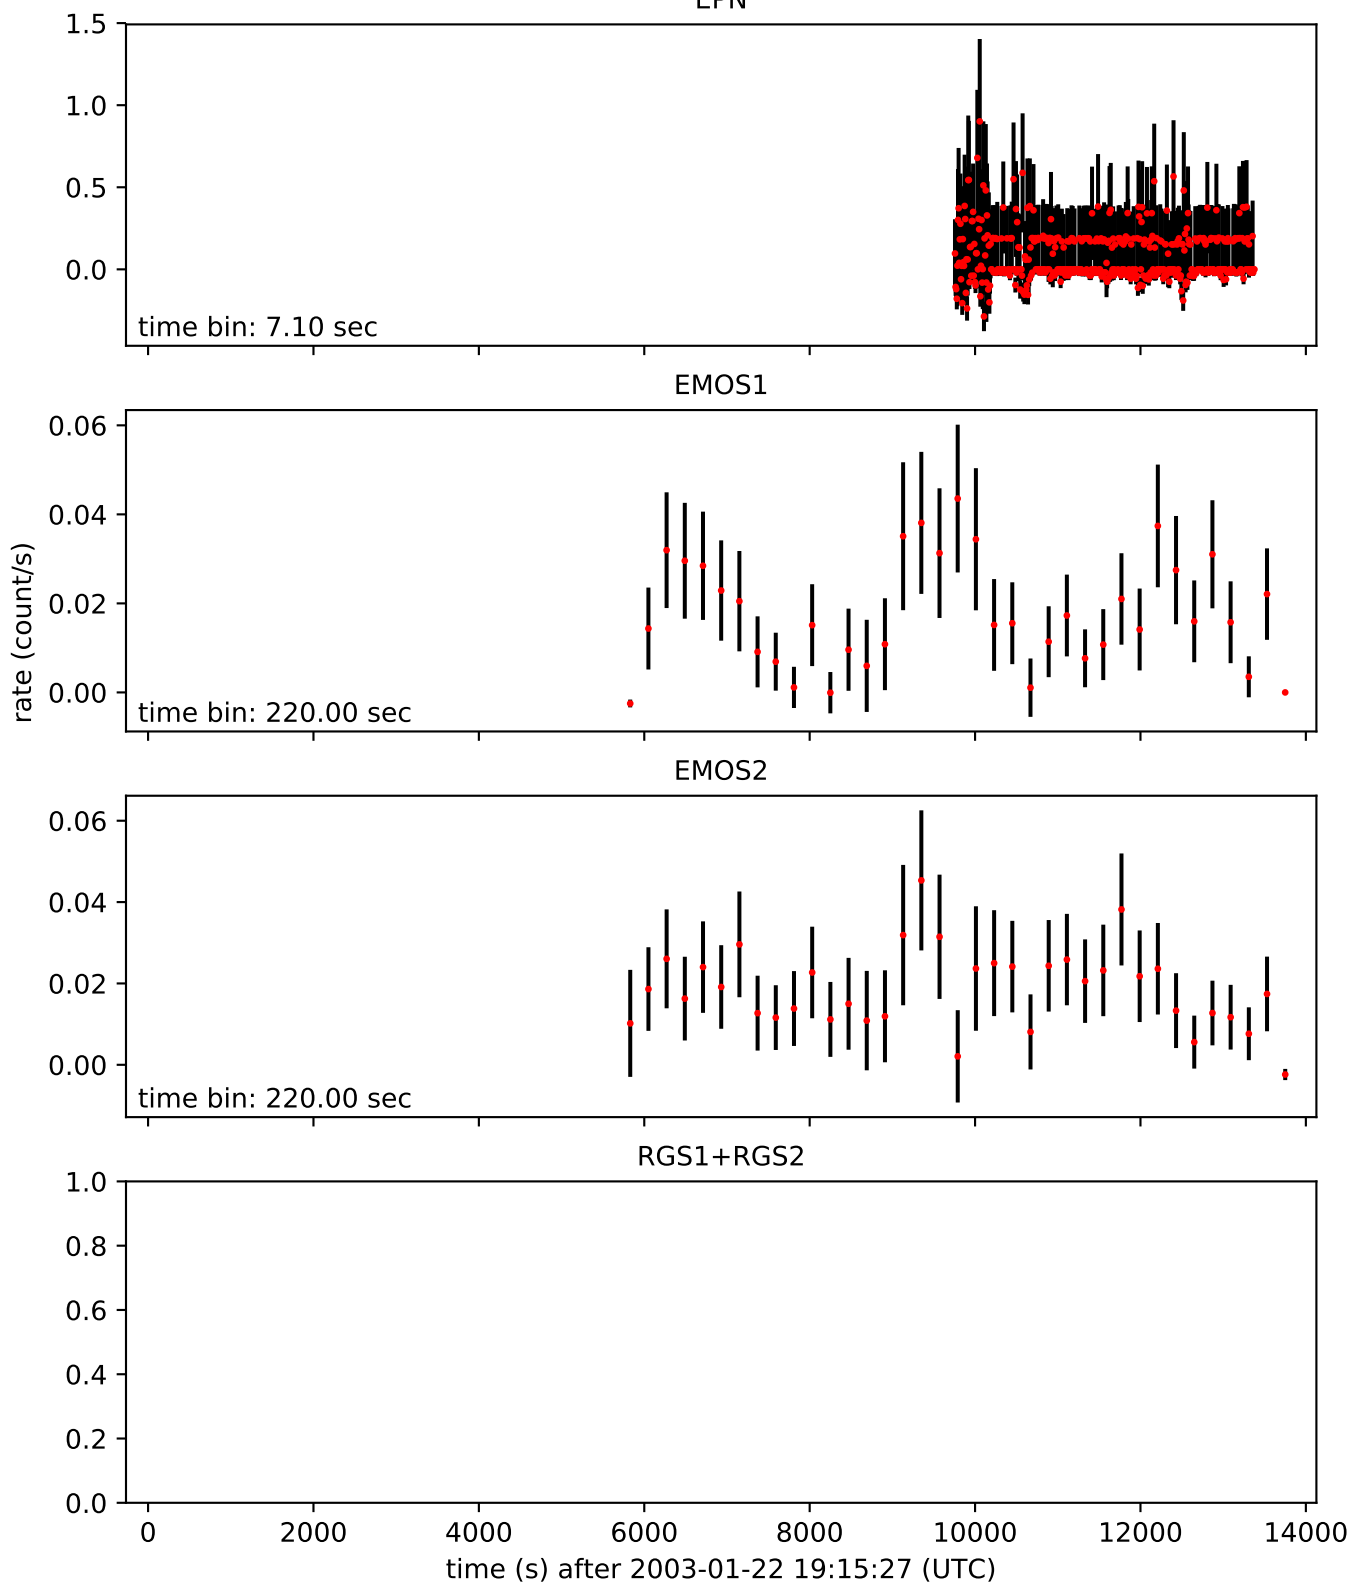 EPN
1.5
1.0
0.5
0.0
time bin: 7.10 sec
EMOS1
0.06
0.04
0.02
0.00
time bin: 220.00 sec
rate (count/s)
EMOS2
0.06
0.04
0.02
0.00
time bin: 220.00 sec
RGS1+RGS2
1.0
0.8
0.6
0.4
0.2
0.0
0 2000 4000 6000 8000 10000 12000 14000
time (s) after 2003-01-22 19:15:27 (UTC)